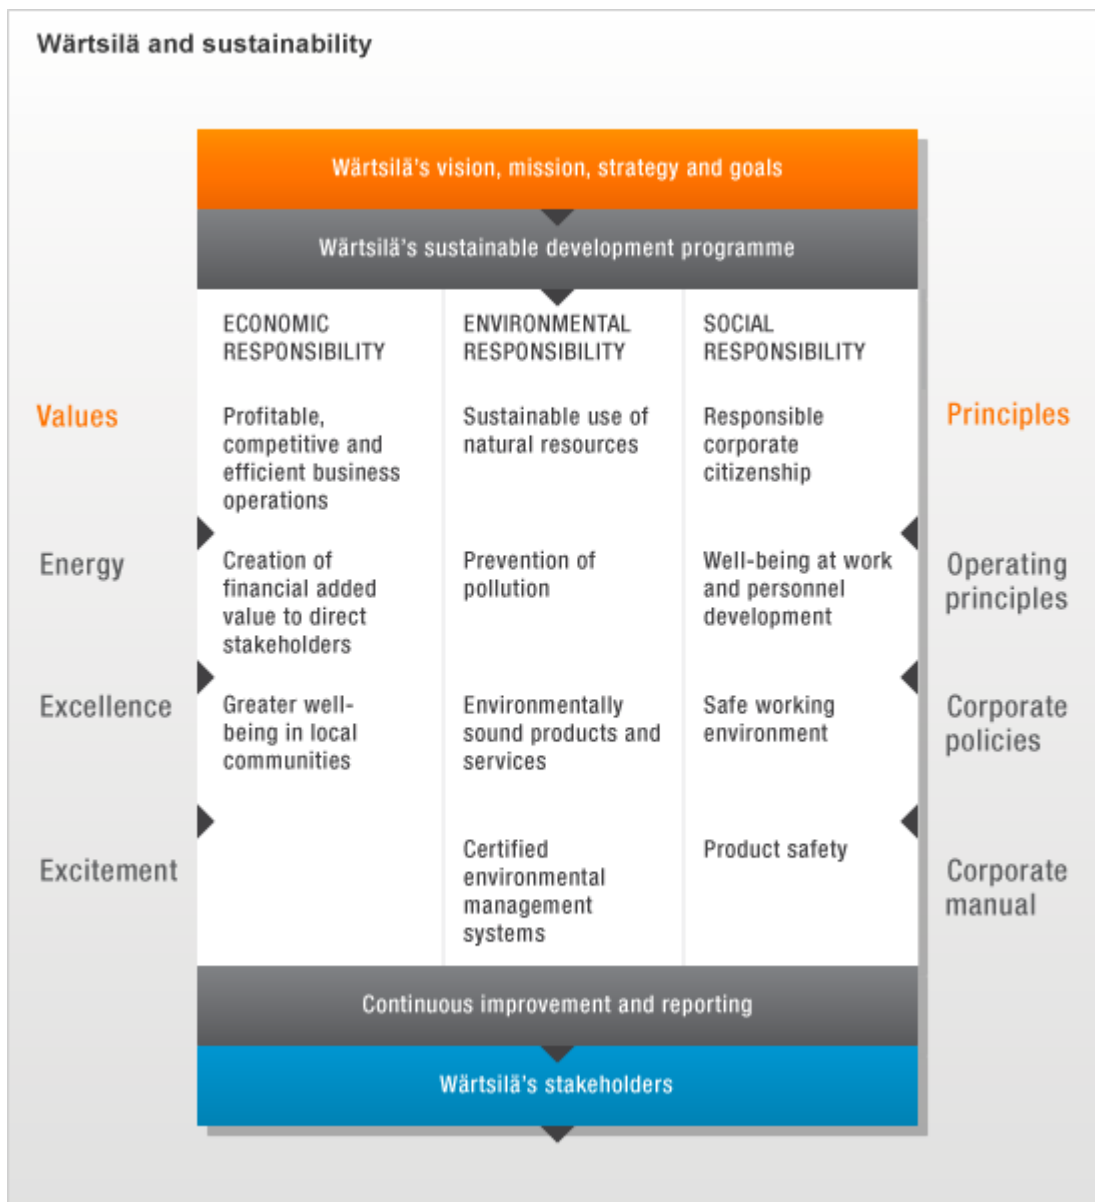 Wärtsilä and sustainability
Wärtsilä's vision, mission, strategy and goals
Wärtsilä's sustainable development programme
Values
Energy
Excellence
Excitement
ECONOMIC
RESPONSIBILITY
Profitable,
competitive and
efficient business
operations
Creation of
financial added
value to direct
stakeholders
Greater well-
being in local
communities
ENVIRONMENTAL
RESPONSIBILITY
Sustainable use of
natural resources
Prevention of
pollution
Environmentally
sound products and
services
Certified
environmental
management
systems
SOCIAL
RESPONSIBILITY
Responsible
corporate
citizenship
Well-being at work
and personnel
development
Safe working
environment
Product safety
Principles
Operating
principles
Corporate
policies
Corporate
manual
Continuous improvement and reporting
Wärtsilä's stakeholders